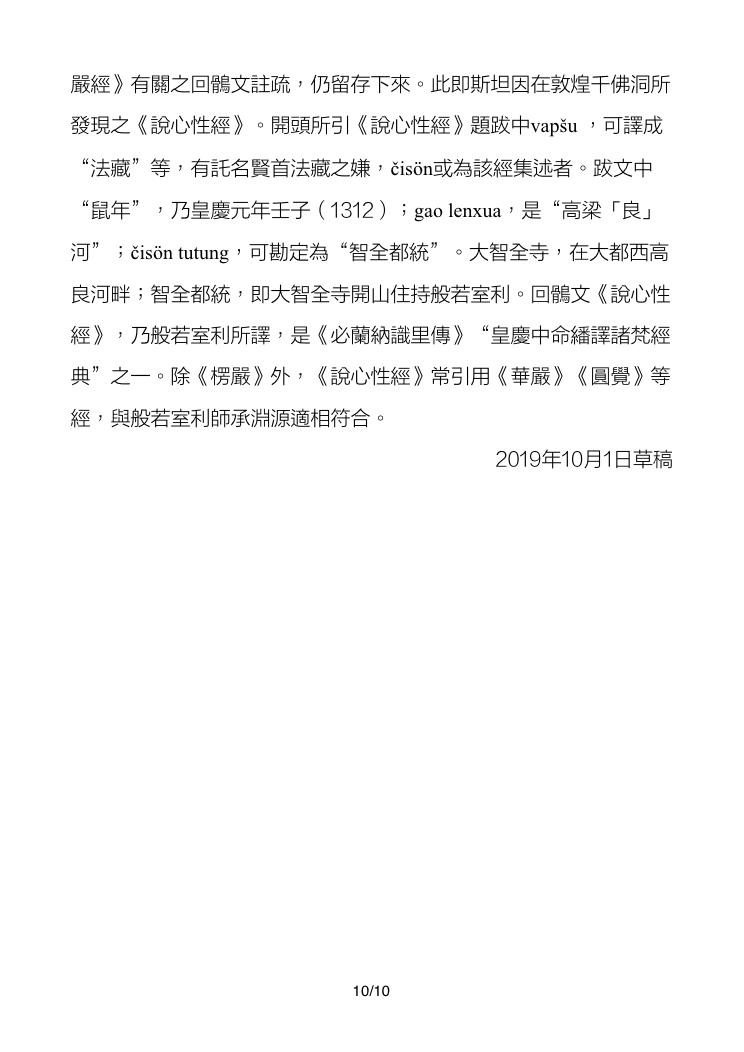 嚴經》有關之回鶻文註疏，仍留存下來。此即斯坦因在敦煌千佛洞所
發現之《說心性經》。開頭所引《說心性經》題跋中vapšu ，可譯成
“法藏”等，有託名賢首法藏之嫌，čisön或為該經集述者。跋文中
“鼠年”，乃皇慶元年壬子（1312）；gao lenxua，是“高梁「良」
河”；čisön tutung，可勘定為“智全都統”。大智全寺，在大都西高
良河畔；智全都統，即大智全寺開山住持般若室利。回鶻文《說心性
經》，乃般若室利所譯，是《必蘭納識里傳》“皇慶中命繙譯諸梵經
典”之一。除《楞嚴》外，《說心性經》常引用《華嚴》《圓覺》等
經，與般若室利師承淵源適相符合。
2019年10月1日草稿
10/10